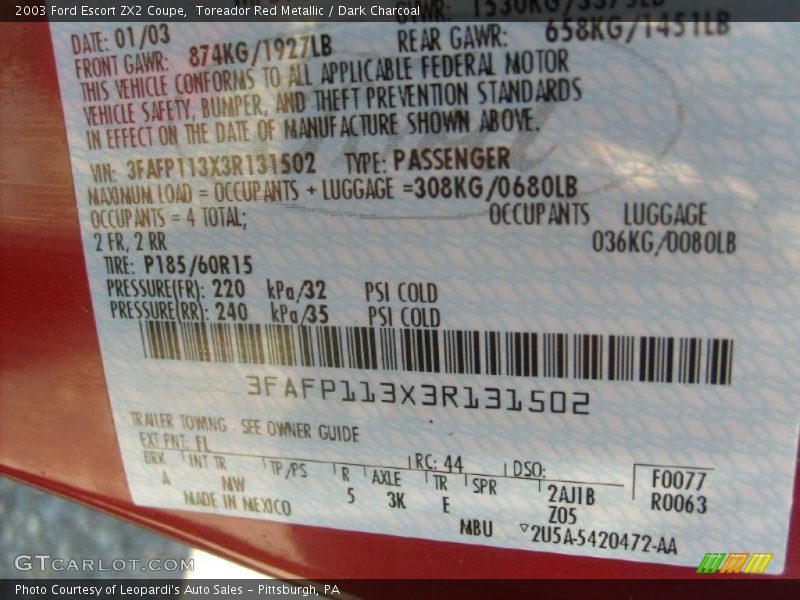 2003 Ford Escort ZX2 Coupe, Toreador Red Metallic / Dark Charcoal
GVWR: 1530KG/3373LB
DATE: 01/03
FRONT GAWR: 874KG/1927LB REAR GAWR: 658KG/1451LB
THIS VEHICLE CONFORMS TO ALL APPLICABLE FEDERAL MOTOR
VEHICLE SAFETY, BUMPER, AND THEFT PREVENTION STANDARDS
IN EFFECT ON THE DATE OF MANUFACTURE SHOWN ABOVE.
VIN: 3FAFP113X3R131502 TYPE: PASSENGER
MAXIMUM LOAD = OCCUPANTS + LUGGAGE =308KG/0680LB
OCCUPANTS = 4 TOTAL; OCCUPANTS LUGGAGE
2 FR, 2 RR 036KG/0080LB
TIRE: P185/60R15
PRESSURE(FR): 220 kPa/32 PSI COLD
PRESSURE(RR): 240 kPa/35 PSI COLD
3FAFP113X3R131502
TRAILER TOWING - SEE OWNER GUIDE
EXT PNT: FL RC: 44 DSO:
BRK INT TR TP/PS R AXLE TR SPR F0077
A MW 5 3K E 2AJ1B R0063
Z05
MADE IN MEXICO MBU 2U5A-5420472-AA
GTCARLOT.COM
Photo Courtesy of Leopardi's Auto Sales - Pittsburgh, PA